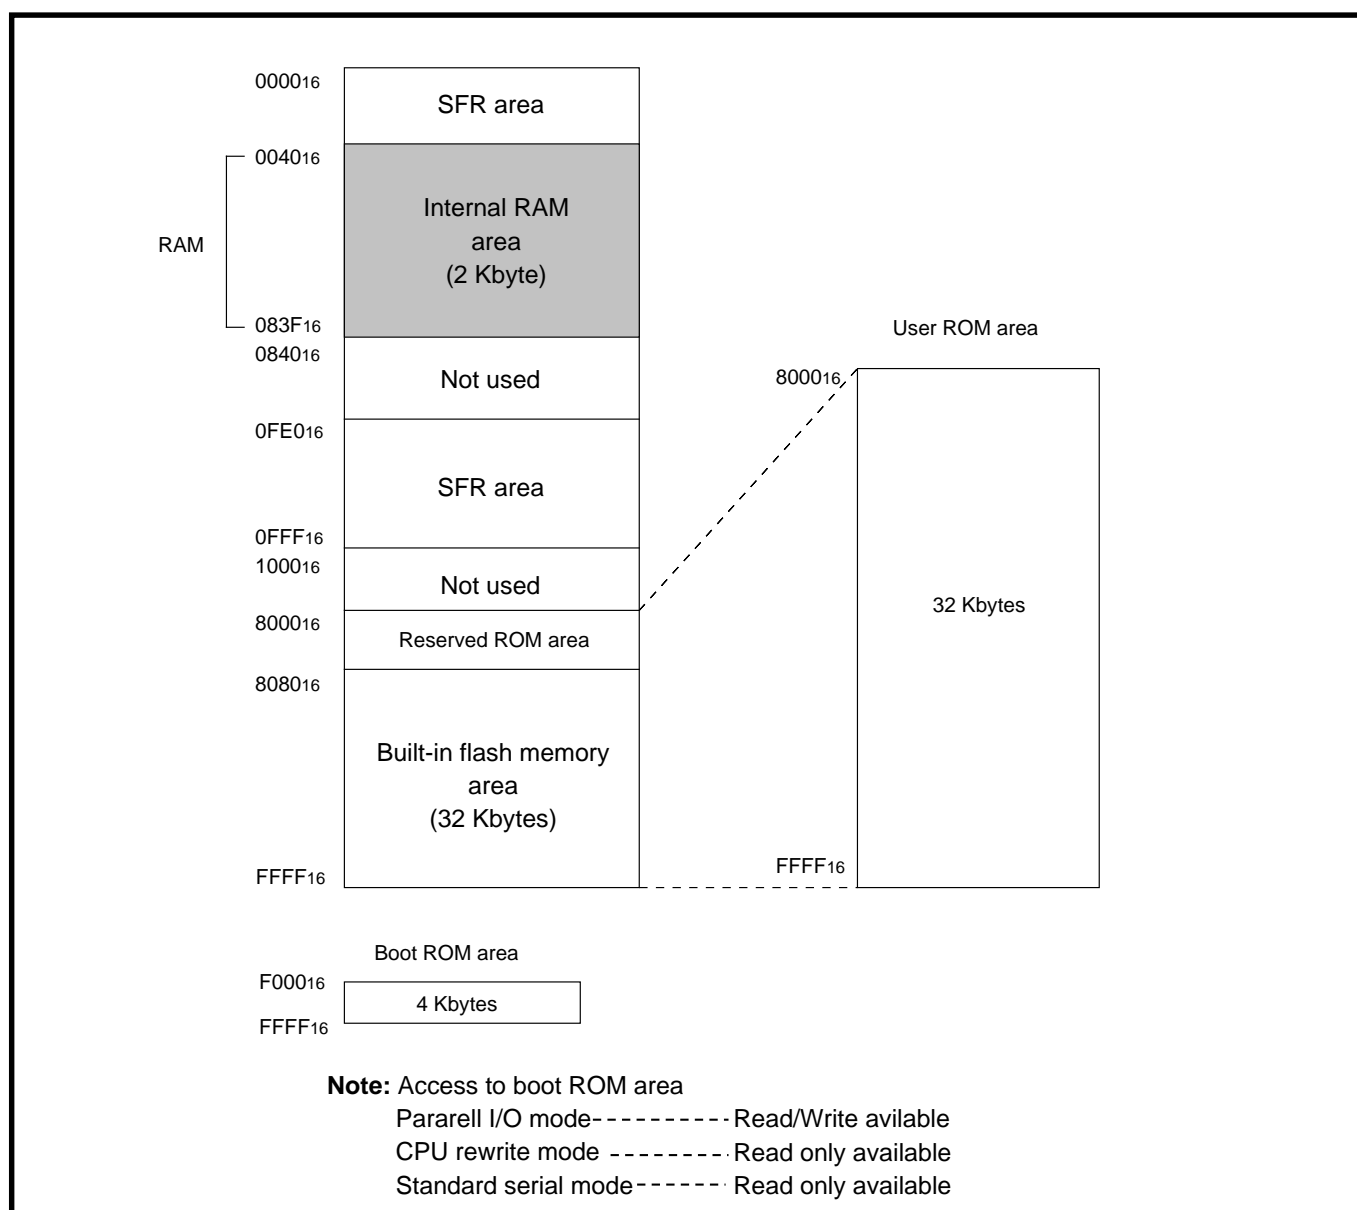 000016
SFR area
004016
Internal RAM
area
(2 Kbyte)
RAM
083F16
084016
Not used
0FE016
SFR area
0FFF16
100016
Not used
800016
Reserved ROM area
808016
Built-in flash memory
area
(32 Kbytes)
FFFF16
User ROM area
800016
32 Kbytes
FFFF16
Boot ROM area
F00016
4 Kbytes
FFFF16
Note: Access to boot ROM area
Pararell I/O mode---------- Read/Write avilable
CPU rewrite mode -------- Read only available
Standard serial mode------ Read only available